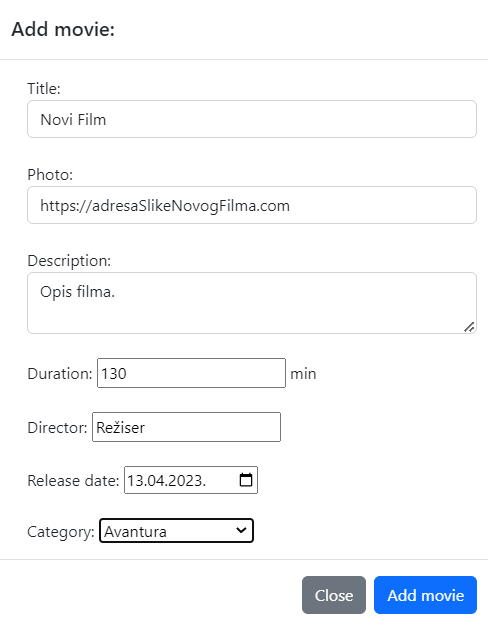 Add movie:
Title:
Novi Film
Photo:
https://adresaSlikeNovogFilma.com
Description:
Opis filma.
Duration: 130 min
Director: Režiser
Release date: 13.04.2023.
Category: Avantura
Close Add movie